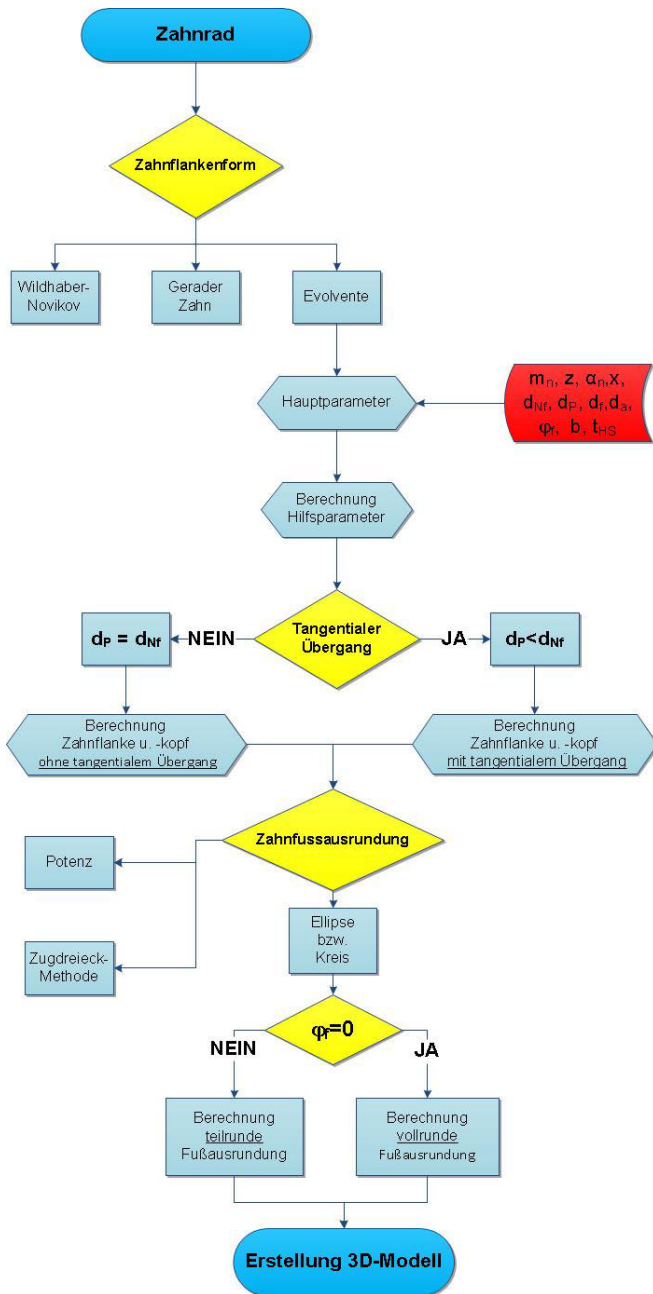 Zahnrad
Zahnflankenform
Wildhaber-
Novikov
Gerader
Zahn
Evolvente
Hauptparameter
mn, z, αn,x,
dNf, dP, df,da,
φf, b, tHS
Berechnung
Hilfsparameter
Tangentialer
Übergang
NEIN
dP = dNf
JA
dP<dNf
Berechnung
Zahnflanke u. -kopf
ohne tangentialem Übergang
Berechnung
Zahnflanke u. -kopf
mit tangentialem Übergang
Zahnfussausrundung
Potenz
Zugdreieck-
Methode
Ellipse
bzw.
Kreis
φf=0
NEIN
JA
Berechnung
teilrunde
Fußausrundung
Berechnung
vollrunde
Fußausrundung
Erstellung 3D-Modell